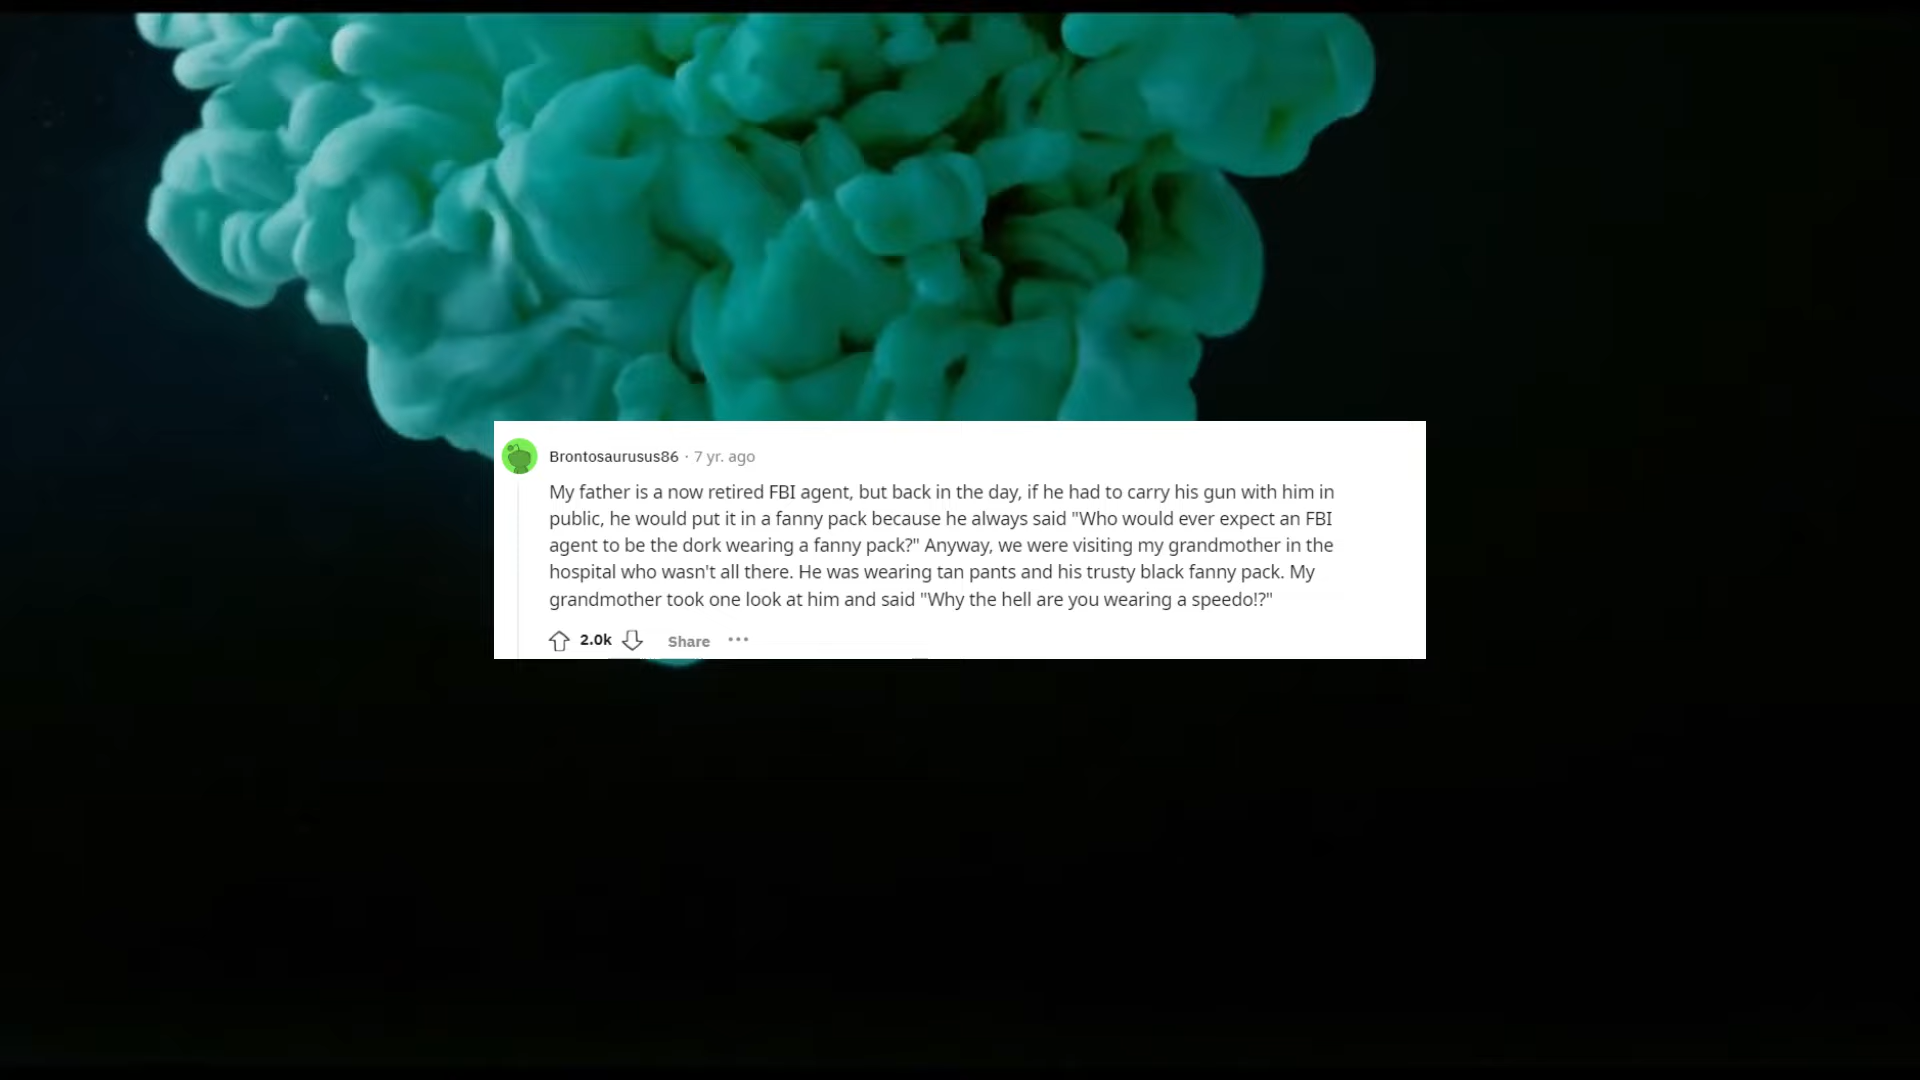 Brontosaurusus86 · 7 yr. ago
My father is a now retired FBI agent, but back in the day, if he had to carry his gun with him in
public, he would put it in a fanny pack because he always said "Who would ever expect an FBI
agent to be the dork wearing a fanny pack?" Anyway, we were visiting my grandmother in the
hospital who wasn't all there. He was wearing tan pants and his trusty black fanny pack. My
grandmother took one look at him and said "Why the hell are you wearing a speedo!?"
2.0k Share ···